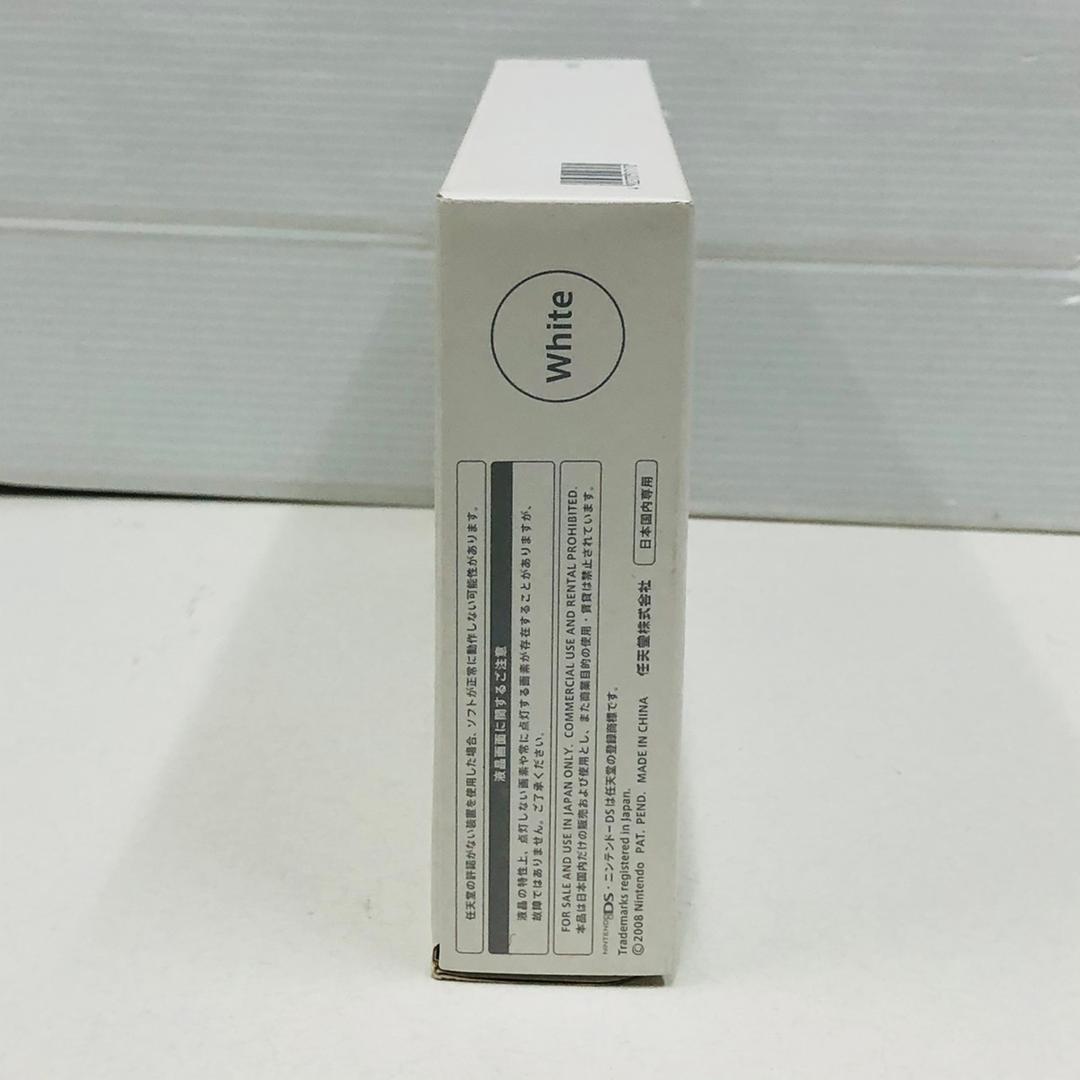 White
任天堂の許諾がない装置を使用した場合、ソフトが正常に動作しない可能性があります。
液晶画面に関するご注意
液晶の特性上、点灯しない画素や常に点灯する画素が存在することがありますが、
故障ではありません。ご了承ください。
FOR SALE AND USE IN JAPAN ONLY. COMMERCIAL USE AND RENTAL PROHIBITED.
本品は日本国内だけの販売および使用とし、また商業目的の使用・賃貸は禁止されています。
NINTENDO DS・ニンテンドーDSは任天堂の登録商標です。
Trademarks registered in Japan.
©2008 Nintendo PAT. PEND. MADE IN CHINA 任天堂株式会社 日本国内専用